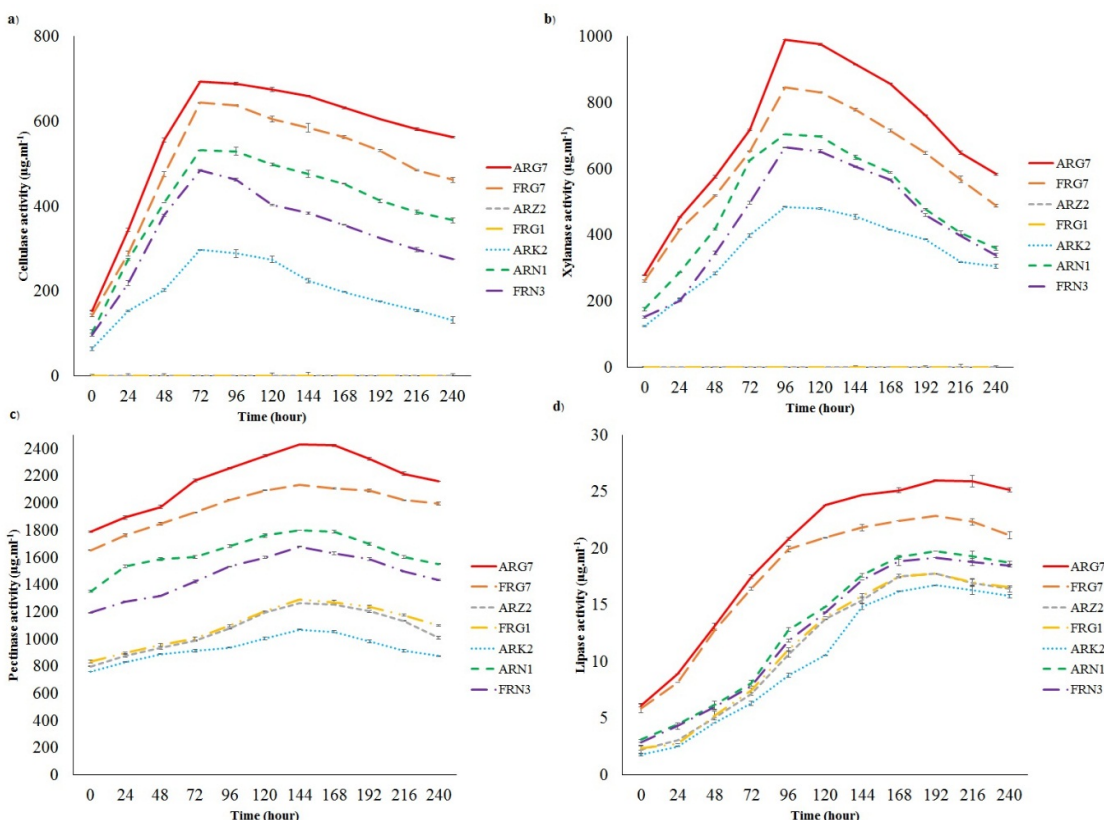 a)
800
600
400
200
0
Cellulase activity (µg.ml⁻¹)
0 24 48 72 96 120 144 168 192 216 240
Time (hour)
ARG7
FRG7
ARZ2
FRG1
ARK2
ARN1
FRN3
b)
1000
800
600
400
200
0
Xylanase activity (µg.ml⁻¹)
0 24 48 72 96 120 144 168 192 216 240
Time (hour)
ARG7
FRG7
ARZ2
FRG1
ARK2
ARN1
FRN3
c)
2400
2200
2000
1800
1600
1400
1200
1000
800
600
400
200
0
Pectinase activity (µg.ml⁻¹)
0 24 48 72 96 120 144 168 192 216 240
Time (hour)
ARG7
FRG7
ARZ2
FRG1
ARK2
ARN1
FRN3
d)
30
25
20
15
10
5
0
Lipase activity (µg.ml⁻¹)
0 24 48 72 96 120 144 168 192 216 240
Time (hour)
ARG7
FRG7
ARZ2
FRG1
ARK2
ARN1
FRN3